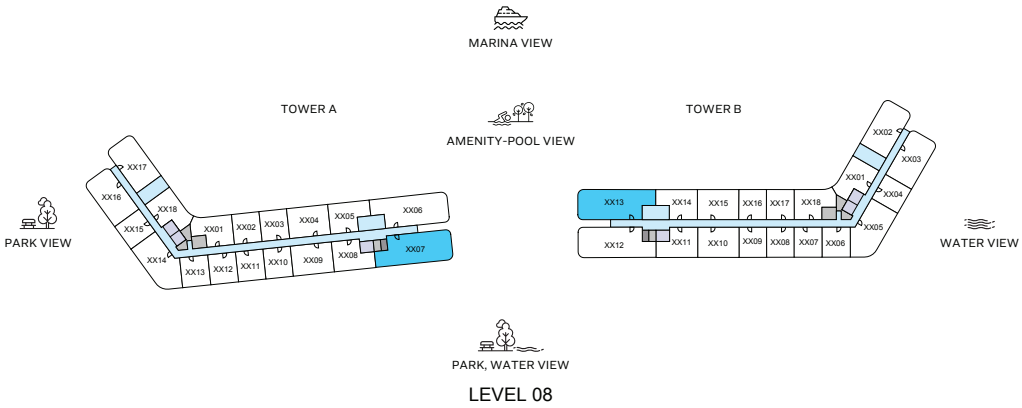 MARINA VIEW
TOWER A
TOWER B
AMENITY-POOL VIEW
PARK VIEW
WATER VIEW
XX17
XX16
XX18
XX15
XX14
XX01
XX02
XX03
XX04
XX05
XX06
XX13
XX12
XX11
XX10
XX09
XX08
XX07
XX02
XX03
XX01
XX04
XX05
XX13
XX14
XX15
XX16
XX17
XX18
XX12
XX11
XX10
XX09
XX08
XX07
XX06
PARK, WATER VIEW
LEVEL 08